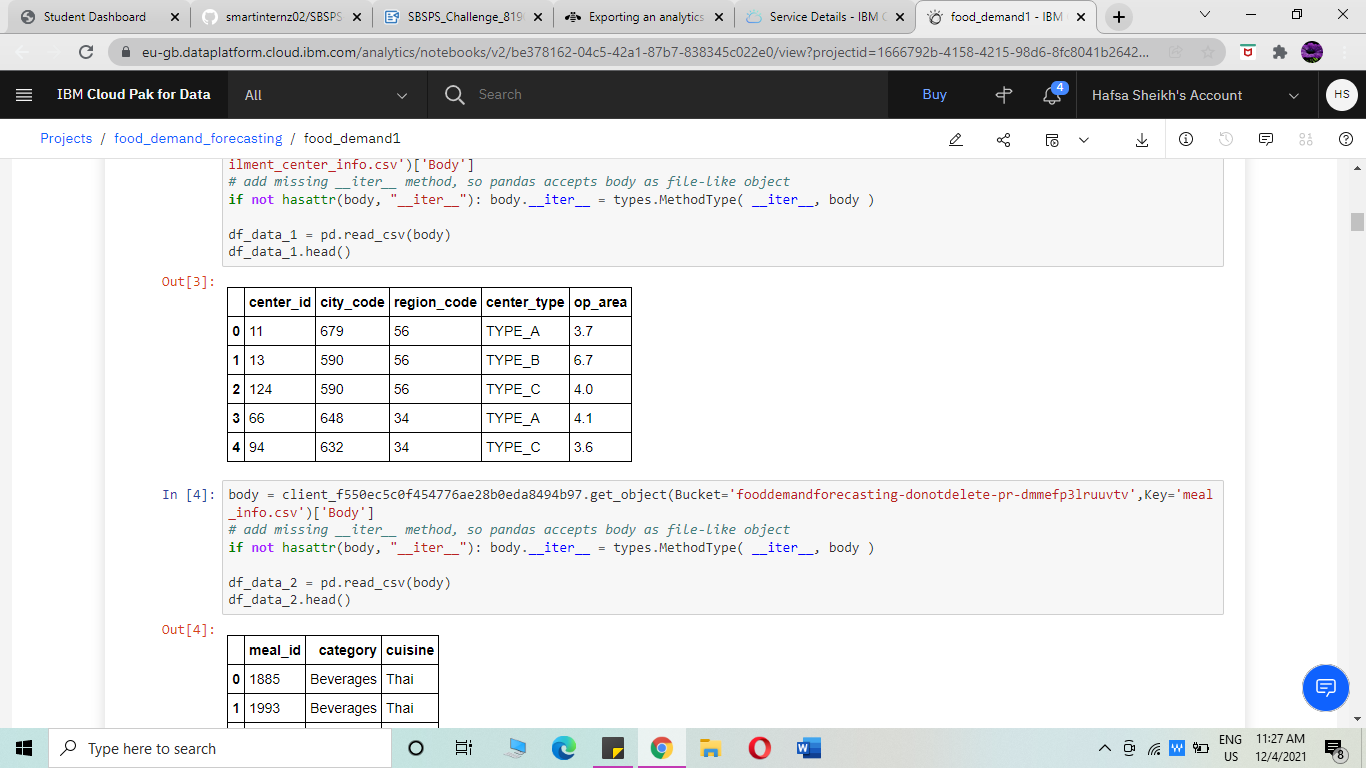 Student Dashboard
smartinternz02/SBSPS
SBSPS_Challenge_819
Exporting an analytics
Service Details - IBM C
food_demand1 - IBM
eu-gb.dataplatform.cloud.ibm.com/analytics/notebooks/v2/be378162-04c5-42a1-87b7-838345c022e0/view?projectid=1666792b-4158-4215-98d6-8fc8041b2642...
IBM Cloud Pak for Data
All
Search
Buy
4
Hafsa Sheikh's Account
HS
Projects / food_demand_forecasting / food_demand1
ilment_center_info.csv')['Body']
# add missing __iter__ method, so pandas accepts body as file-like object
if not hasattr(body, "__iter__"): body.__iter__ = types.MethodType( __iter__, body )
df_data_1 = pd.read_csv(body)
df_data_1.head()
Out[3]:
center_id city_code region_code center_type op_area
0 11 679 56 TYPE_A 3.7
1 13 590 56 TYPE_B 6.7
2 124 590 56 TYPE_C 4.0
3 66 648 34 TYPE_A 4.1
4 94 632 34 TYPE_C 3.6
In [4]: body = client_f550ec5c0f454776ae28b0eda8494b97.get_object(Bucket='fooddemandforecasting-donotdelete-pr-dmmefp3lruuvtv',Key='meal
_info.csv')['Body']
# add missing __iter__ method, so pandas accepts body as file-like object
if not hasattr(body, "__iter__"): body.__iter__ = types.MethodType( __iter__, body )
df_data_2 = pd.read_csv(body)
df_data_2.head()
Out[4]:
meal_id category cuisine
0 1885 Beverages Thai
1 1993 Beverages Thai
Type here to search
ENG
US
11:27 AM
12/4/2021
8